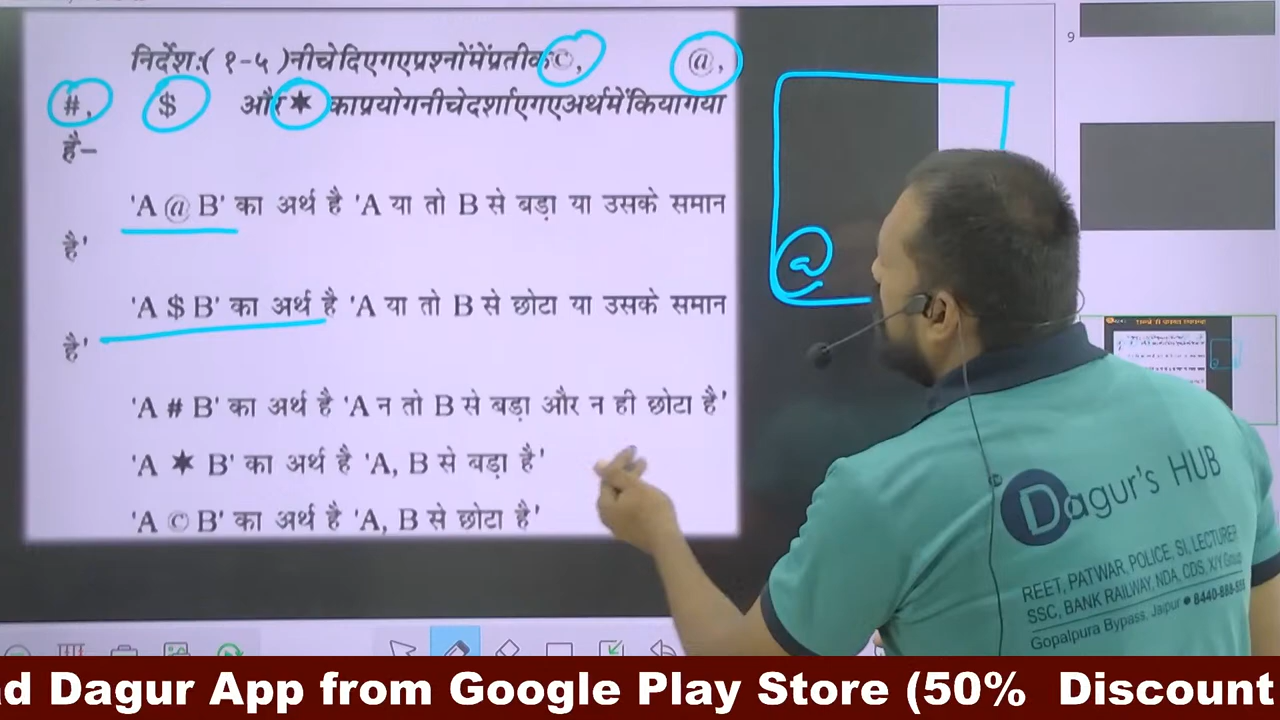 निर्देशः( १-५ )नीचेदिएगएप्रश्नोंमेंप्रतीक©, @,
#, $ और ★ काप्रयोगनीचेदर्शाएगएअर्थमेंकियागया
है–
'A @ B' का अर्थ है 'A या तो B से बड़ा या उसके समान
है'
'A $ B' का अर्थ है 'A या तो B से छोटा या उसके समान
है'
'A # B' का अर्थ है 'A न तो B से बड़ा और न ही छोटा है'
'A ★ B' का अर्थ है 'A, B से बड़ा है'
'A © B' का अर्थ है 'A, B से छोटा है'
@
9
Dagur's HUB
REET, PATWAR, POLICE, SI, LECTURER
SSC, BANK RAILWAY, NDA, CDS, X/Y Group
Gopalpura Bypass, Jaipur
ad Dagur App from Google Play Store (50% Discount